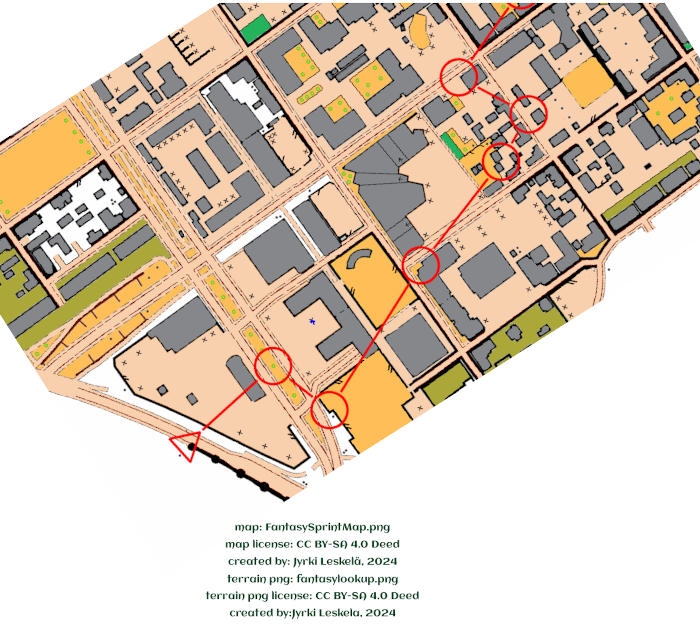 map: FantasySprintMap.png
map license: CC BY-SA 4.0 Deed
created by: Jyrki Leskelä, 2024
terrain png: fantasylookup.png
terrain png license: CC BY-SA 4.0 Deed
created by:Jyrki Leskela, 2024